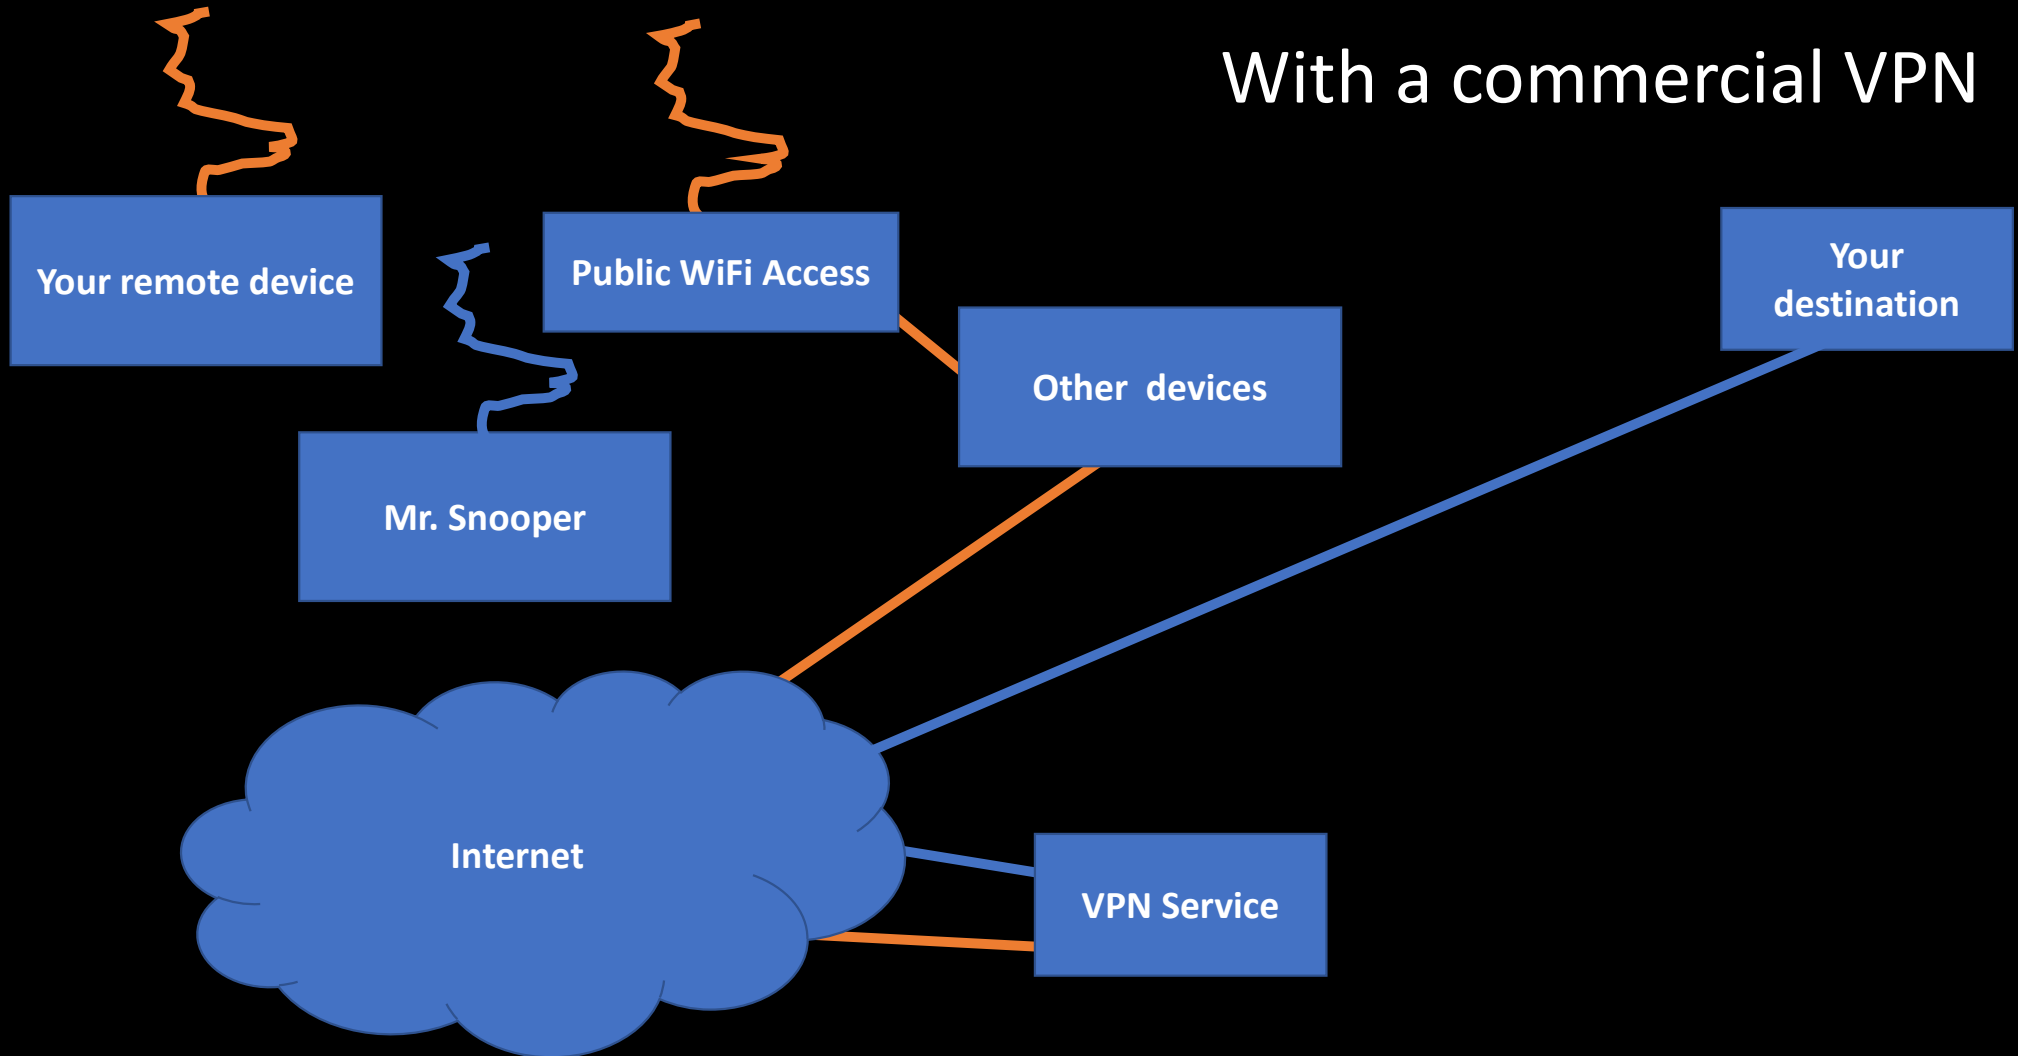 With a commercial VPN
Your remote device
Public WiFi Access
Your
destination
Other  devices
Mr. Snooper
Internet
VPN Service